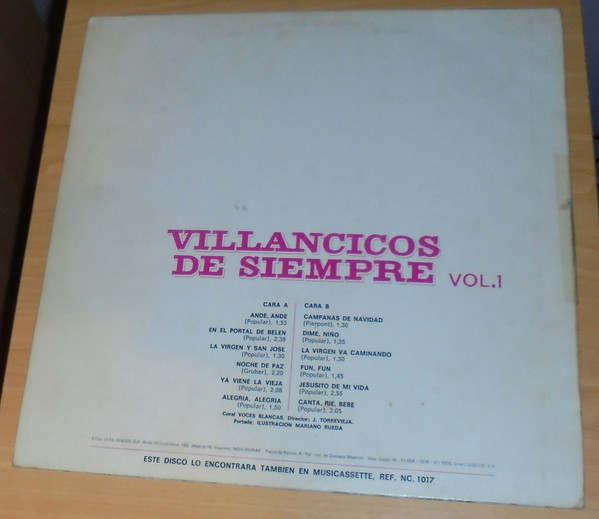 VILLANCICOS
DE SIEMPRE VOL.1
CARA A
ANDE, ANDE
(Popular), 1,33
EN EL PORTAL DE BELEN
(Popular), 2,38
LA VIRGEN Y SAN JOSE
(Popular), 1,30
NOCHE DE PAZ
(Gruber), 2,20
YA VIENE LA VIEJA
(Popular), 2,08
ALEGRIA, ALEGRIA
(Popular), 1,50
CARA B
CAMPANAS DE NAVIDAD
(Pierpont), 1,30
DIME, NIÑO
(Popular), 1,35
LA VIRGEN VA CAMINANDO
(Popular), 1,30
FUN, FUN
(Popular), 1,45
JESUSITO DE MI VIDA
(Popular), 2,55
CANTA, RIE, BEBE
(Popular), 3,05
Coral VOCES BLANCAS. Director: J. TORREVIEJA.
Portada: ILUSTRACION MARIANO RUEDA
ESTE DISCO LO ENCONTRARA TAMBIEN EN MUSICASSETTE, REF. NC. 1017